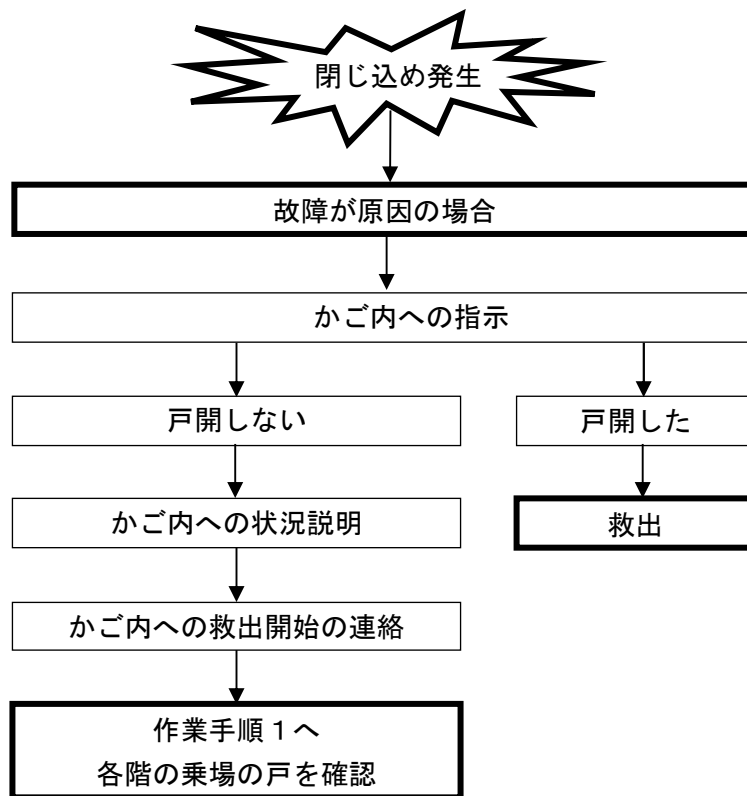 閉じ込め発生
故障が原因の場合
かご内への指示
戸開しない
戸開した
かご内への状況説明
救出
かご内への救出開始の連絡
作業手順１へ
各階の乗場の戸を確認